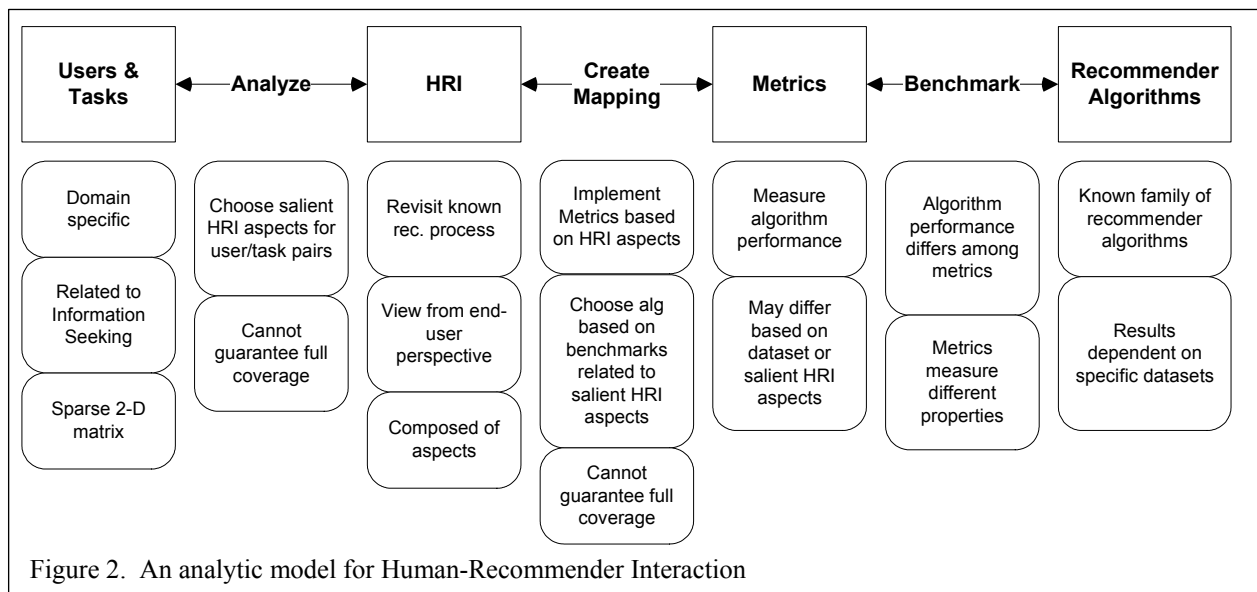 Users &
Tasks
Analyze
HRI
Create
Mapping
Metrics
Benchmark
Recommender
Algorithms
Domain
specific
Related to
Information
Seeking
Sparse 2-D
matrix
Choose salient
HRI aspects for
user/task pairs
Cannot
guarantee full
coverage
Revisit known
rec. process
View from end-
user
perspective
Composed of
aspects
Implement
Metrics based
on HRI aspects
Choose alg
based on
benchmarks
related to
salient HRI
aspects
Cannot
guarantee full
coverage
Measure
algorithm
performance
May differ
based on
dataset or
salient HRI
aspects
Algorithm
performance
differs among
metrics
Metrics
measure
different
properties
Known family of
recommender
algorithms
Results
dependent on
specific datasets
Figure 2. An analytic model for Human-Recommender Interaction